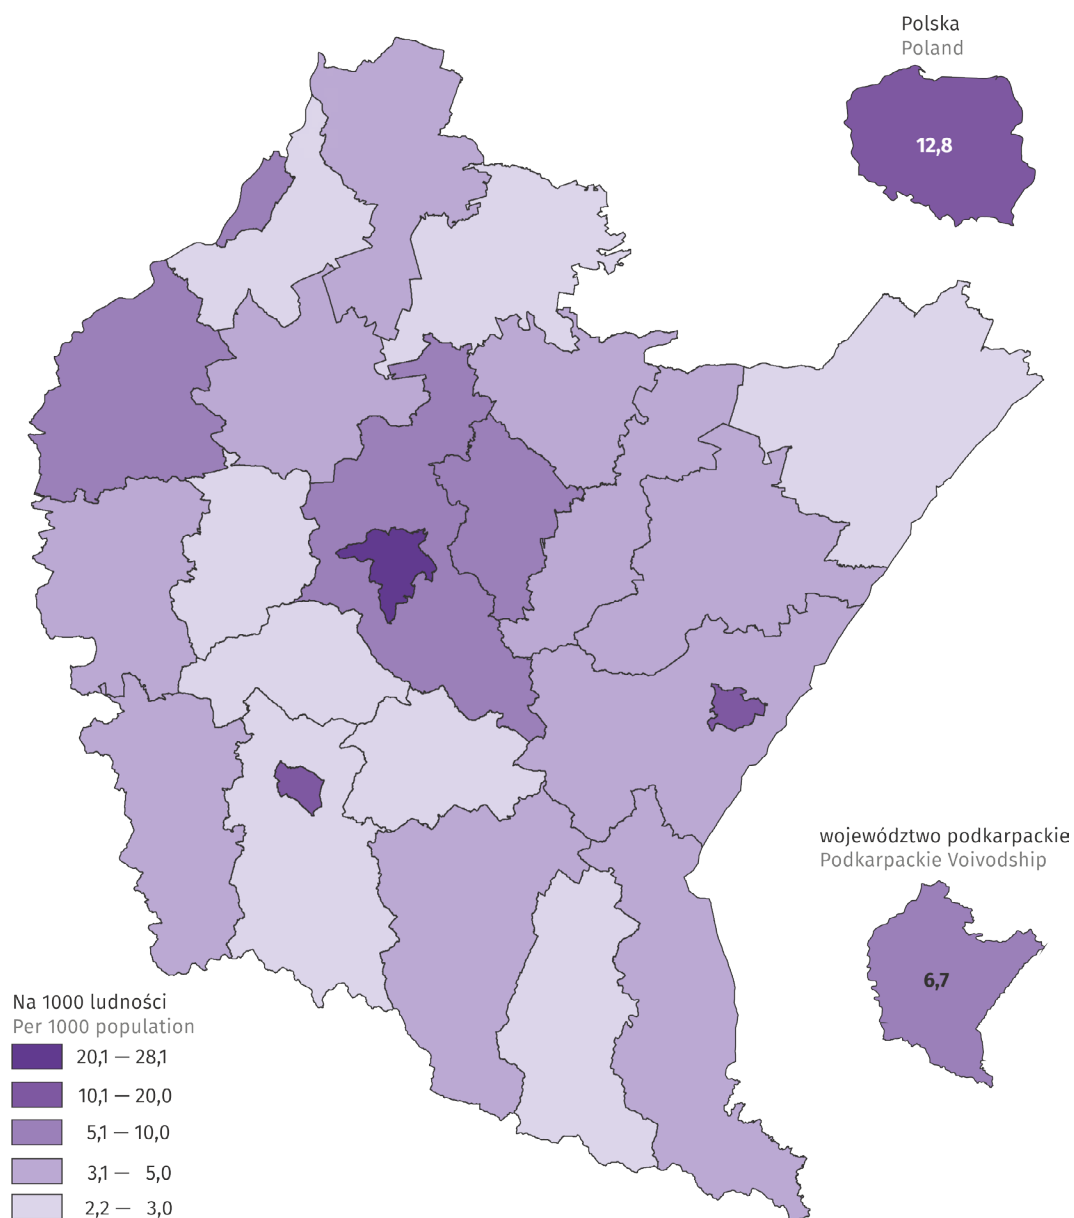 Polska
Poland
12,8
województwo podkarpackie
Podkarpackie Voivodship
6,7
Na 1000 ludności
Per 1000 population
20,1 — 28,1
10,1 — 20,0
5,1 — 10,0
3,1 — 5,0
2,2 — 3,0